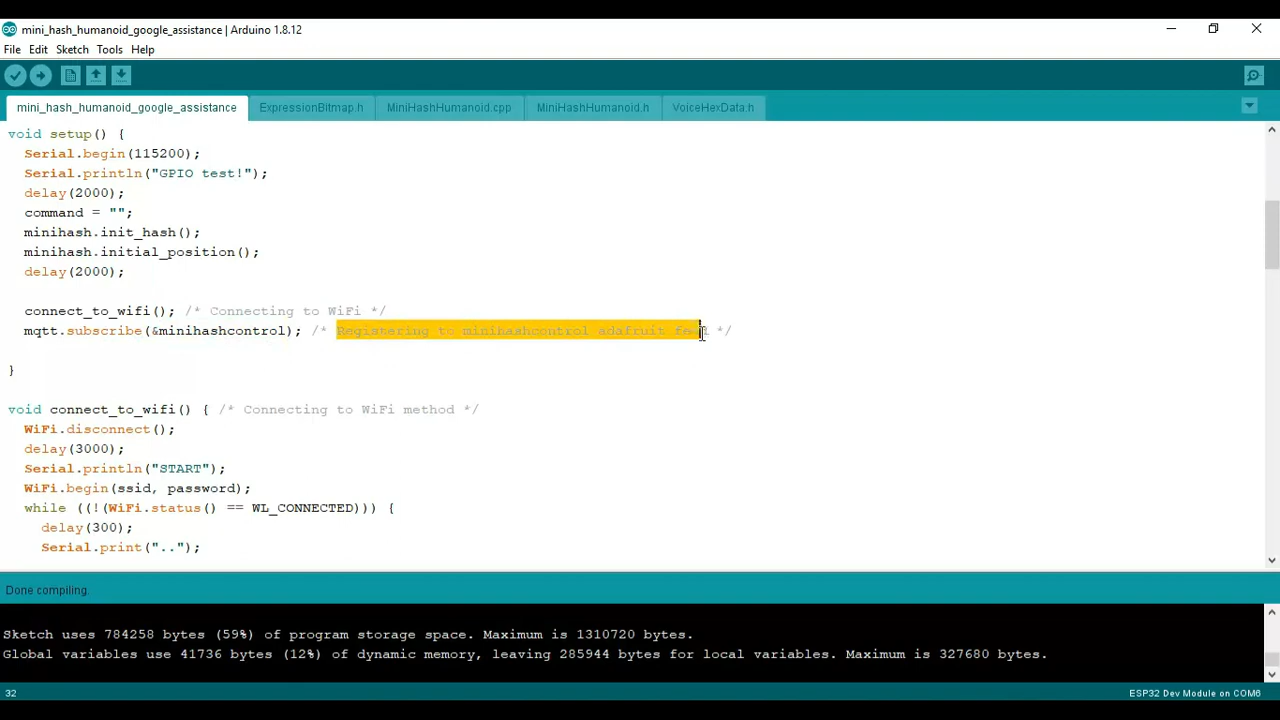 mini_hash_humanoid_google_assistance | Arduino 1.8.12
File Edit Sketch Tools Help
mini_hash_humanoid_google_assistance ExpressionBitmap.h MiniHashHumanoid.cpp MiniHashHumanoid.h VoiceHexData.h
void setup() {
Serial.begin(115200);
Serial.println("GPIO test!");
delay(2000);
command = "";
minihash.init_hash();
minihash.initial_position();
delay(2000);
connect_to_wifi(); /* Connecting to WiFi */
mqtt.subscribe(&minihashcontrol); /* Registering to minihashcontrol adafruit feed */
}
void connect_to_wifi() { /* Connecting to WiFi method */
WiFi.disconnect();
delay(3000);
Serial.println("START");
WiFi.begin(ssid, password);
while ((!(WiFi.status() == WL_CONNECTED))) {
delay(300);
Serial.print("..");
Done compiling.
Sketch uses 784258 bytes (59%) of program storage space. Maximum is 1310720 bytes.
Global variables use 41736 bytes (12%) of dynamic memory, leaving 285944 bytes for local variables. Maximum is 327680 bytes.
32 ESP32 Dev Module on COM6